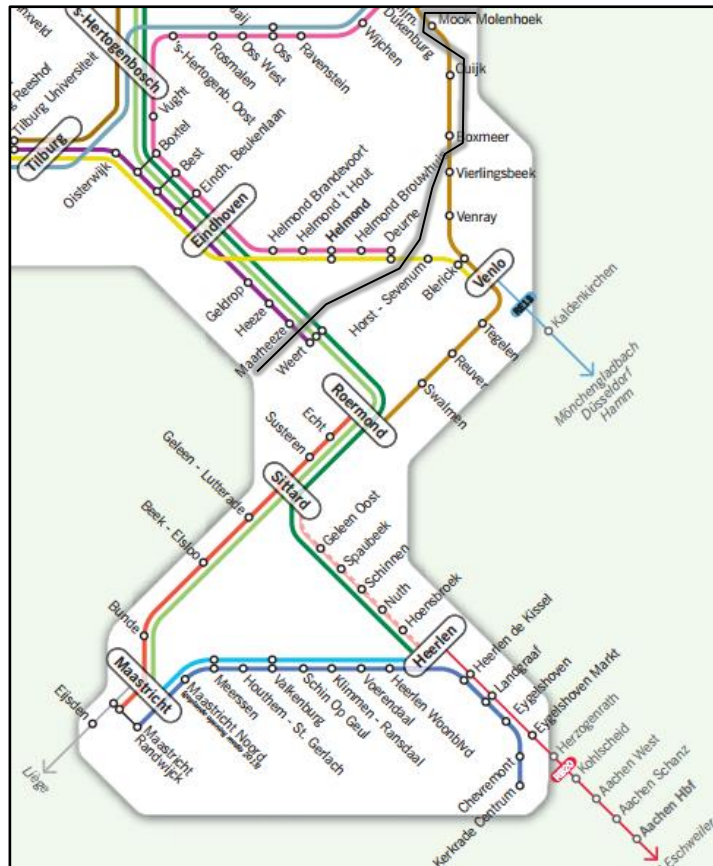 Mook Molenhoek
Dukenburg
Wijchen
Ravenstein
Oss
Oss West
Rosmalen
's-Hertogenb. Oost
's-Hertogenbosch
Vught
Boxtel
Best
Eindh. Beukenlaan
Reeshof
Tilburg Universiteit
Tilburg
Oisterwijk
Eindhoven
Helmond Brandevoort
Helmond 't Hout
Helmond
Helmond Brouwhuis
Deurne
Cuijk
Boxmeer
Vierlingsbeek
Venray
Horst - Sevenum
Blerick
Venlo
RE13
Kaldenkirchen
Mönchengladbach
Düsseldorf
Hamm
Tegelen
Reuver
Swalmen
Geldrop
Heeze
Maarheeze
Weert
Roermond
Echt
Susteren
Sittard
Geleen - Lutterade
Beek - Elsloo
Bunde
Maastricht
Eijsden
Liège
Maastricht
Randwijck
Maastricht Noord
Meerssen
Houthem - St. Gerlach
Valkenburg
Schin Op Geul
Klimmen - Ransdaal
Voerendaal
Heerlen Woonblvd
Heerlen
Geleen Oost
Spaubeek
Schinnen
Nuth
Hoensbroek
Heerlen de Kissel
Landgraaf
Eygelshoven
Eygelshoven Markt
Herzogenrath
RB20
Kohlscheid
Aachen West
Aachen Schanz
Aachen Hbf
Eschweiler
Chevremont
Kerkrade Centrum